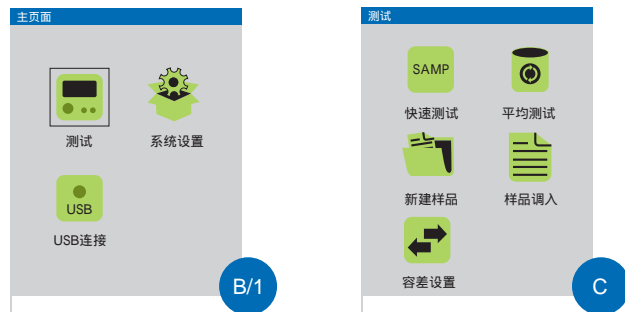 主页面
测试 系统设置
USB
USB连接
B/1
测试
SAMP
快速测试 平均测试
新建样品 样品调入
容差设置
C